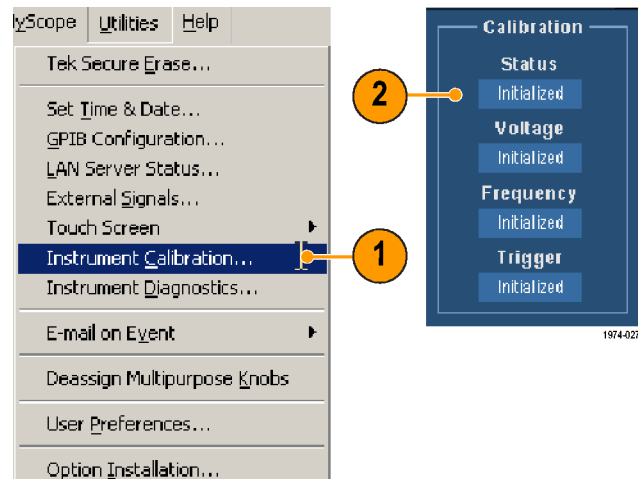 lyScope Utilities Help
Tek Secure Erase...
Set Time & Date...
GPIB Configuration...
LAN Server Status...
External Signals...
Touch Screen
Instrument Calibration...
Instrument Diagnostics...
E-mail on Event
Deassign Multipurpose Knobs
User Preferences...
Option Installation...
1
2
Calibration
Status
Initialized
Voltage
Initialized
Frequency
Initialized
Trigger
Initialized
1974-027